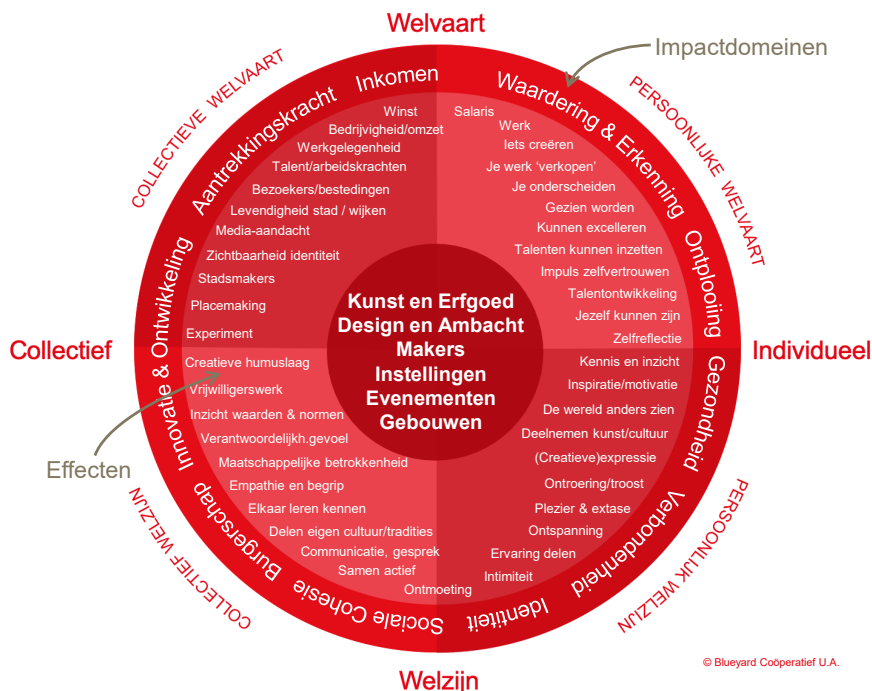 Welvaart
Impactdomeinen
COLLECTIEVE WELVAART
PERSOONLIJKE WELVAART
Aantrekkingskracht
Inkomen
Waardering & Erkenning
Ontplooiing
Winst
Bedrijvigheid/omzet
Werkgelegenheid
Talent/arbeidskrachten
Bezoekers/bestedingen
Levendigheid stad / wijken
Media-aandacht
Zichtbaarheid identiteit
Stadsmakers
Placemaking
Experiment
Salaris
Werk
Iets creëren
Je werk ‘verkopen’
Je onderscheiden
Gezien worden
Kunnen excelleren
Talenten kunnen inzetten
Impuls zelfvertrouwen
Talentontwikkeling
Jezelf kunnen zijn
Zelfreflectie
Kunst en Erfgoed
Design en Ambacht
Makers
Instellingen
Evenementen
Gebouwen
Collectief
Individueel
Innovatie & Ontwikkeling
Creatieve humuslaag
Vrijwilligerswerk
Inzicht waarden & normen
Verantwoordelijkh.gevoel
Maatschappelijke betrokkenheid
Empathie en begrip
Elkaar leren kennen
Delen eigen cultuur/tradities
Communicatie, gesprek
Samen actief
Ontmoeting
Kennis en inzicht
Inspiratie/motivatie
De wereld anders zien
Deelnemen kunst/cultuur
(Creatieve)expressie
Ontroering/troost
Plezier & extase
Ontspanning
Ervaring delen
Intimiteit
Effecten
Burgerschap
Sociale Cohesie
Identiteit
Verbondenheid
Gezondheid
COLLECTIEF WELZIJN
PERSOONLIJK WELZIJN
Welzijn
© Blueyard Coöperatief U.A.